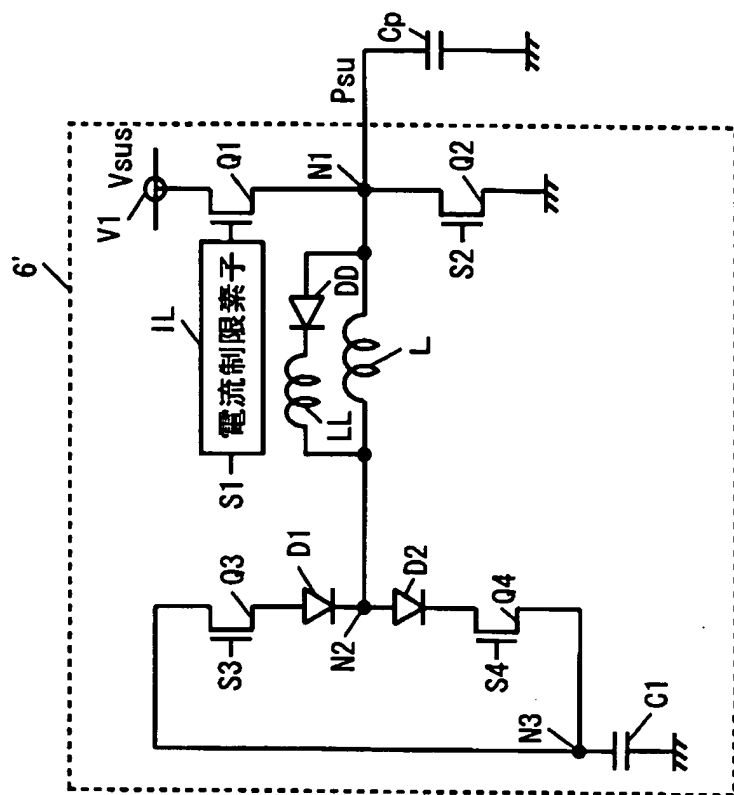 6'
V1
Vsus
IL
電流制限素子
S1
Q1
N1
Psu
Cp
S2
Q2
DD
LL
L
S3
Q3
D1
N2
D2
S4
Q4
N3
C1